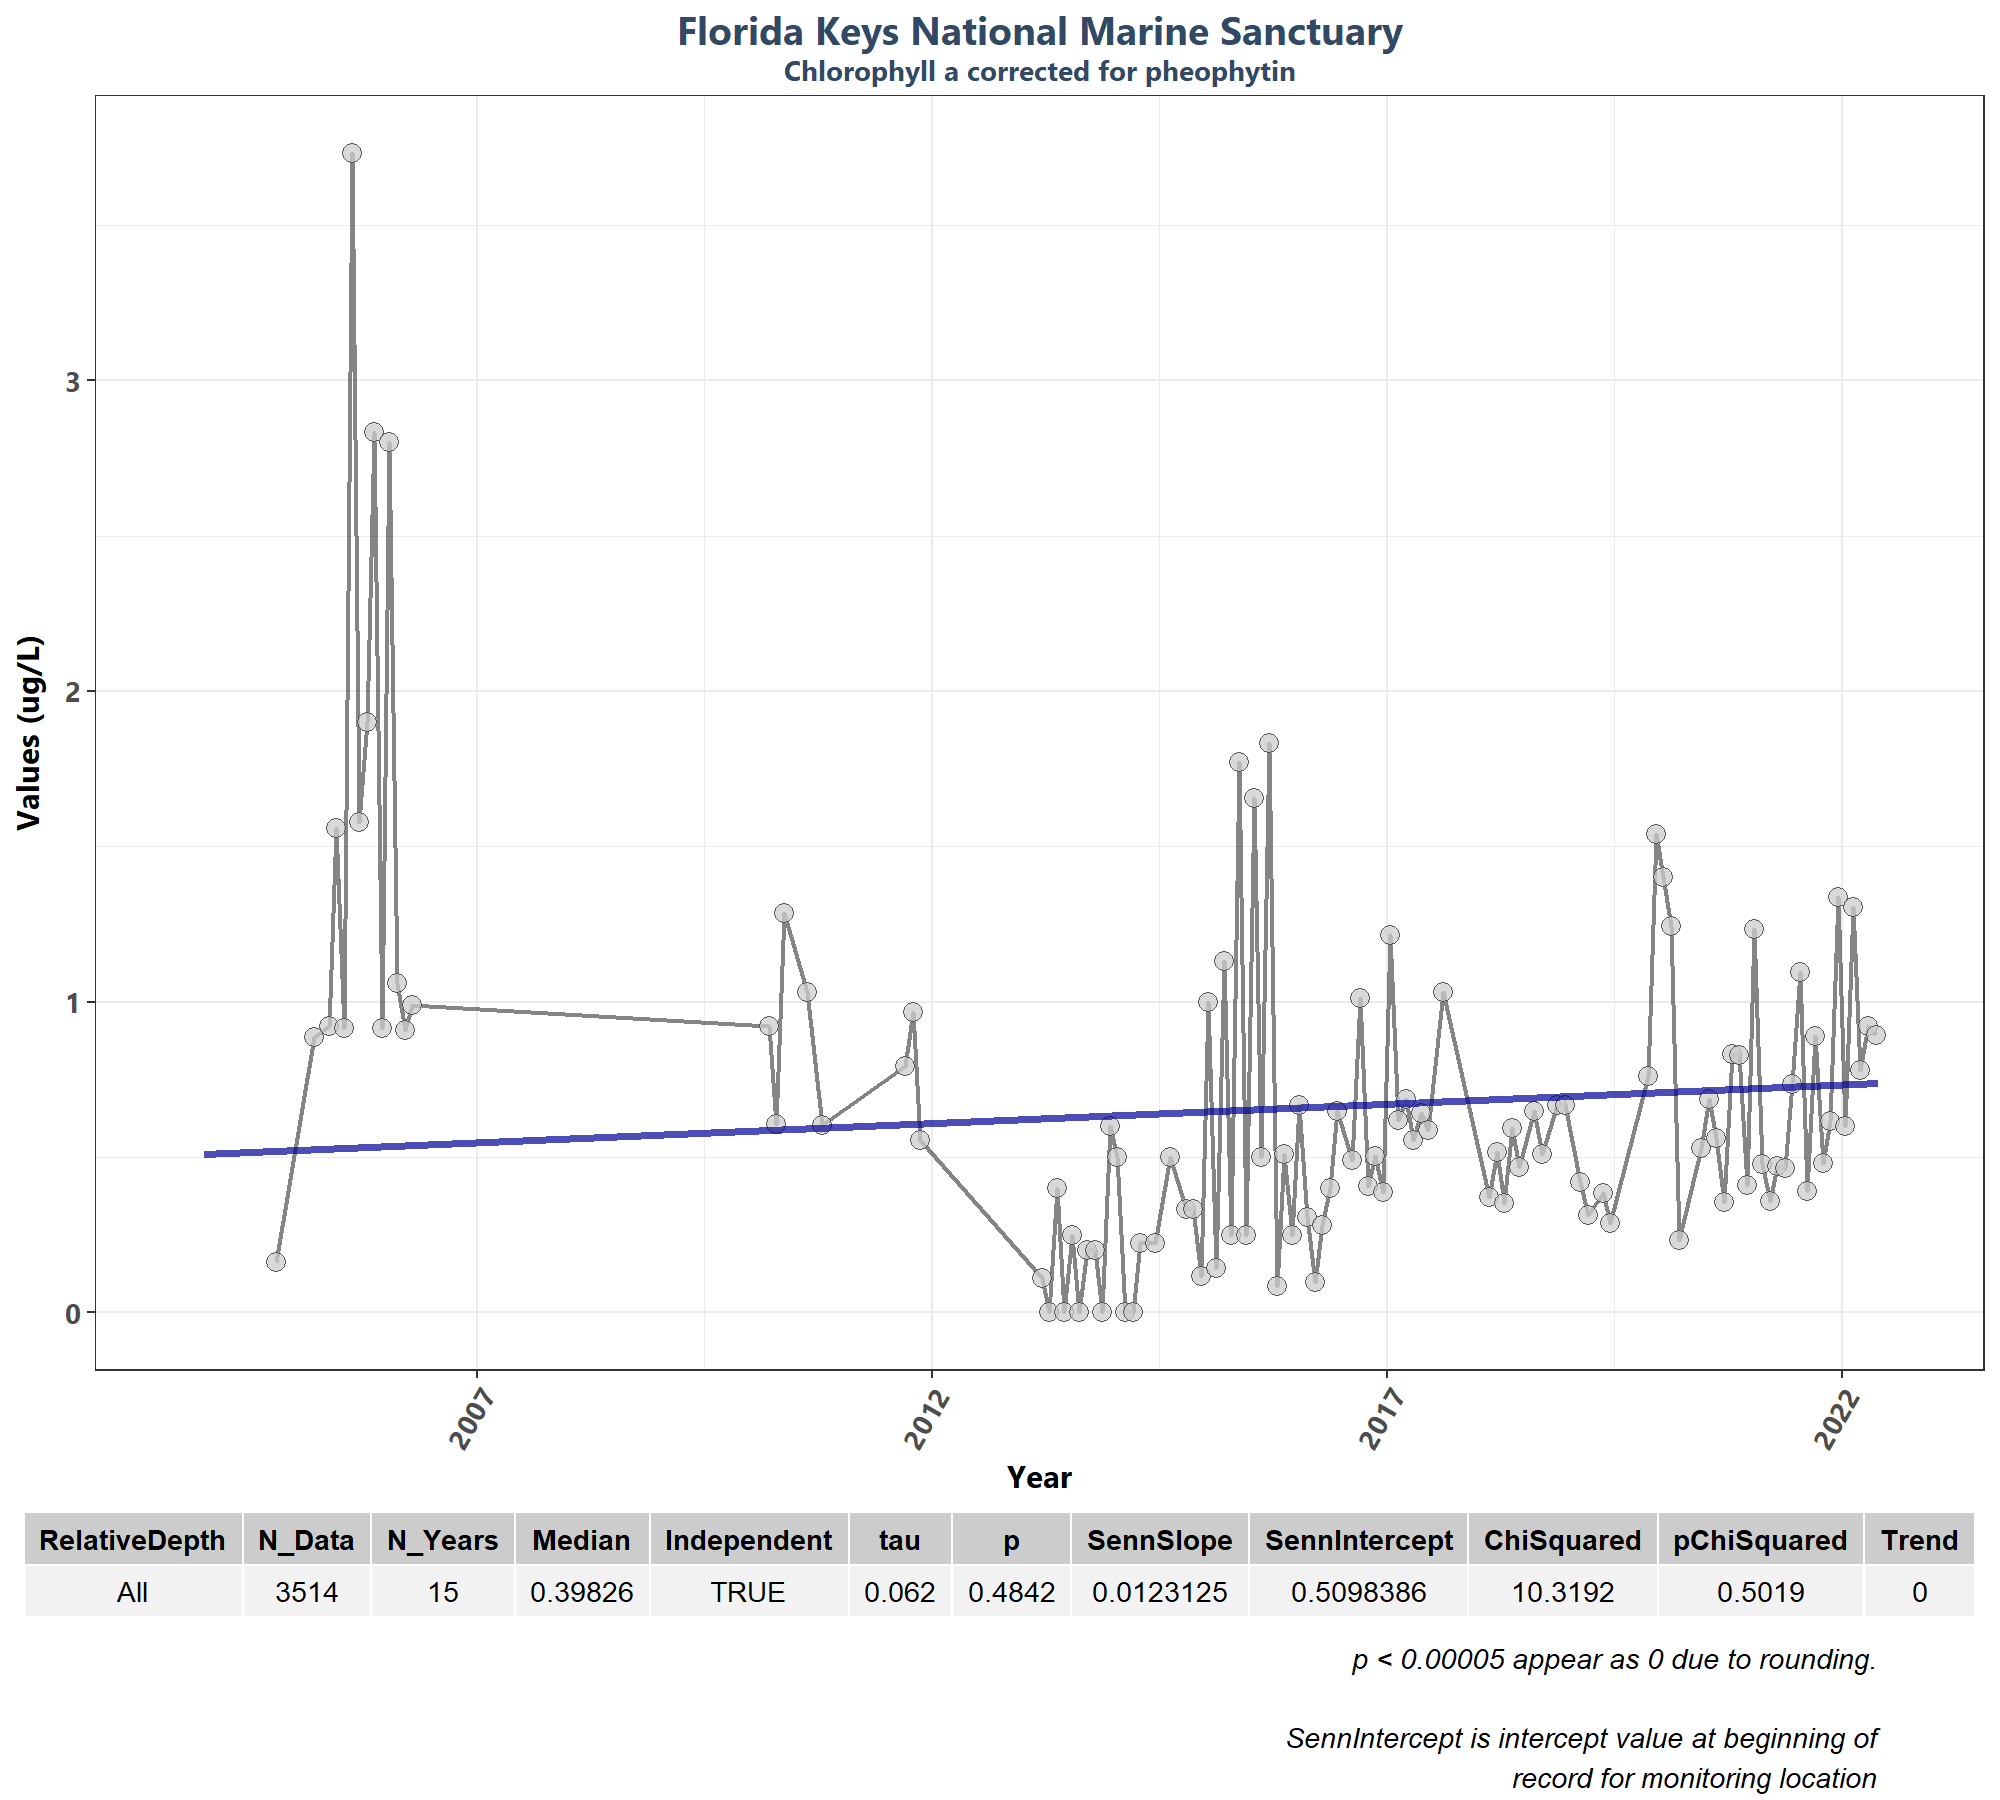 Florida Keys National Marine Sanctuary
Chlorophyll a corrected for pheophytin
Values (ug/L)
3
2
1
0
2007 2012 2017 2022
Year
RelativeDepth N_Data N_Years Median Independent tau p SennSlope SennIntercept ChiSquared pChiSquared Trend
All 3514 15 0.39826 TRUE 0.062 0.4842 0.0123125 0.5098386 10.3192 0.5019 0
p < 0.00005 appear as 0 due to rounding.
SennIntercept is intercept value at beginning of
record for monitoring location